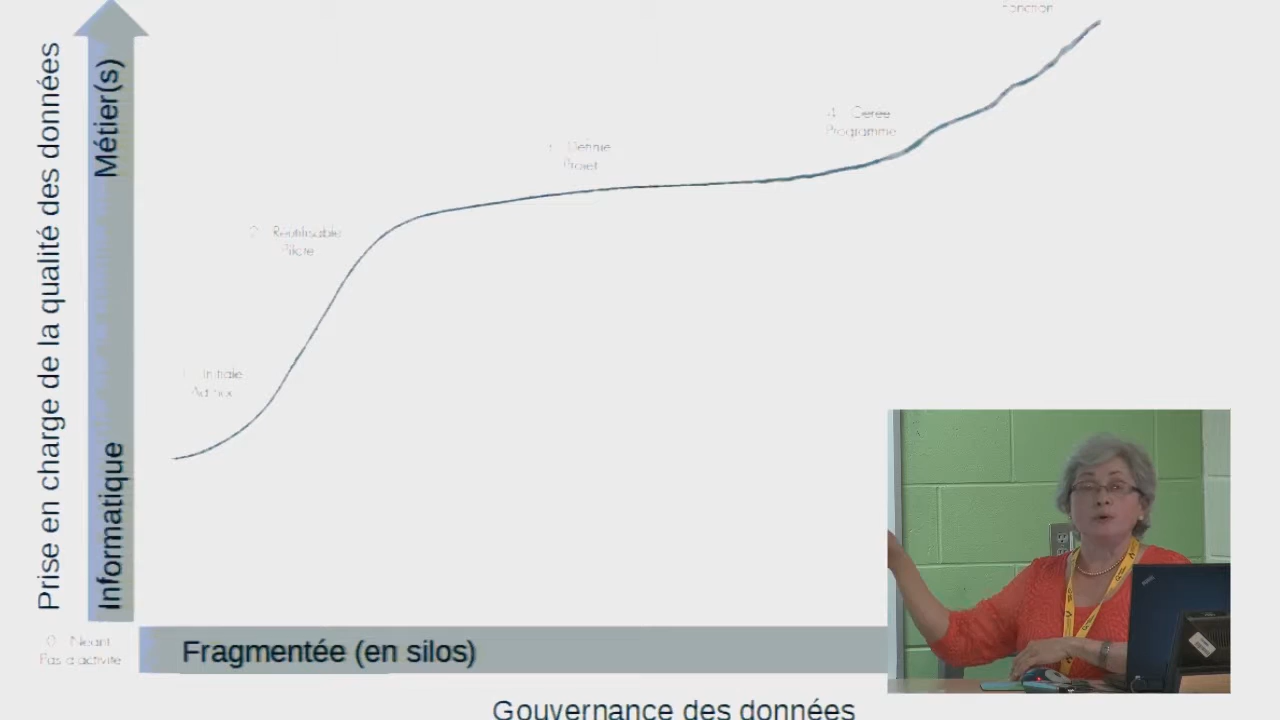 Fonction
4 Gérée
Programme
Définie
Projet
2 Réutilisable
Pilote
Initiale
Ad hoc
Prise en charge de la qualité des données
Métier(s)
Informatique
0 Néant
Pas d'activité
Fragmentée (en silos)
Gouvernance des données